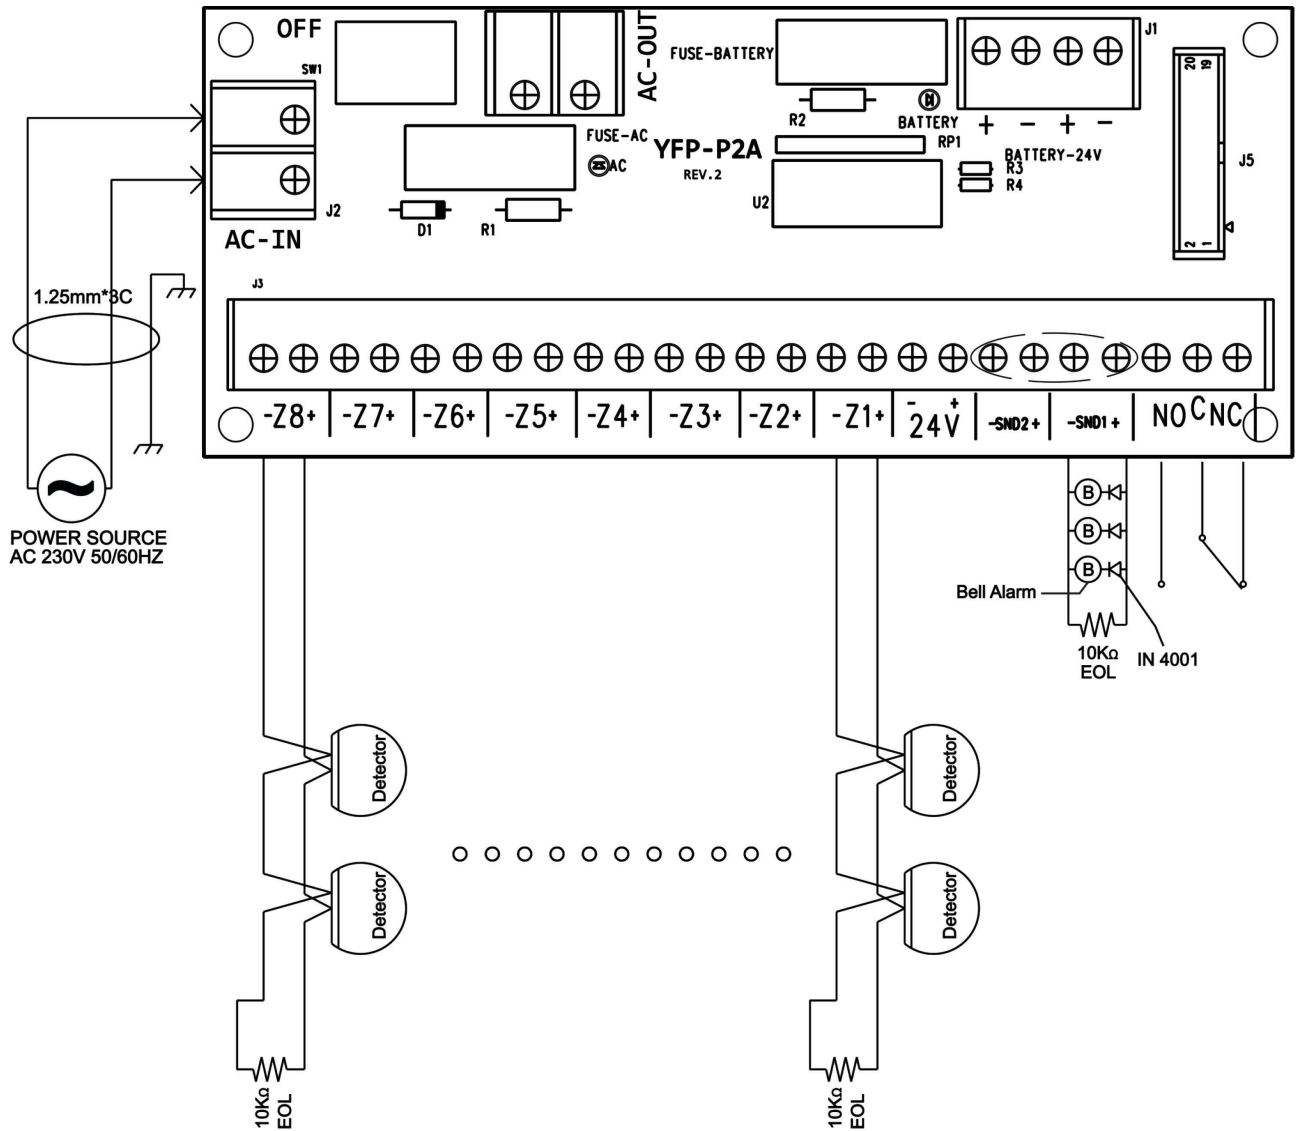 OFF
SW1
AC-OUT
FUSE-BATTERY
J1
20 19
R2
BATTERY
+ - + -
FUSE-AC
AC
YFP-P2A
REV.2
RP1
BATTERY-24V
R3
R4
J5
U2
J2
D1
R1
AC-IN
2 1
J3
1.25mm*3C
-Z8+ -Z7+ -Z6+ -Z5+ -Z4+ -Z3+ -Z2+ -Z1+ - + 24V -SND2+ -SND1+ NO C NC
POWER SOURCE
AC 230V 50/60HZ
B
B
B
Bell Alarm
10KΩ
EOL
IN 4001
Detector
Detector
Detector
Detector
10KΩ
EOL
10KΩ
EOL